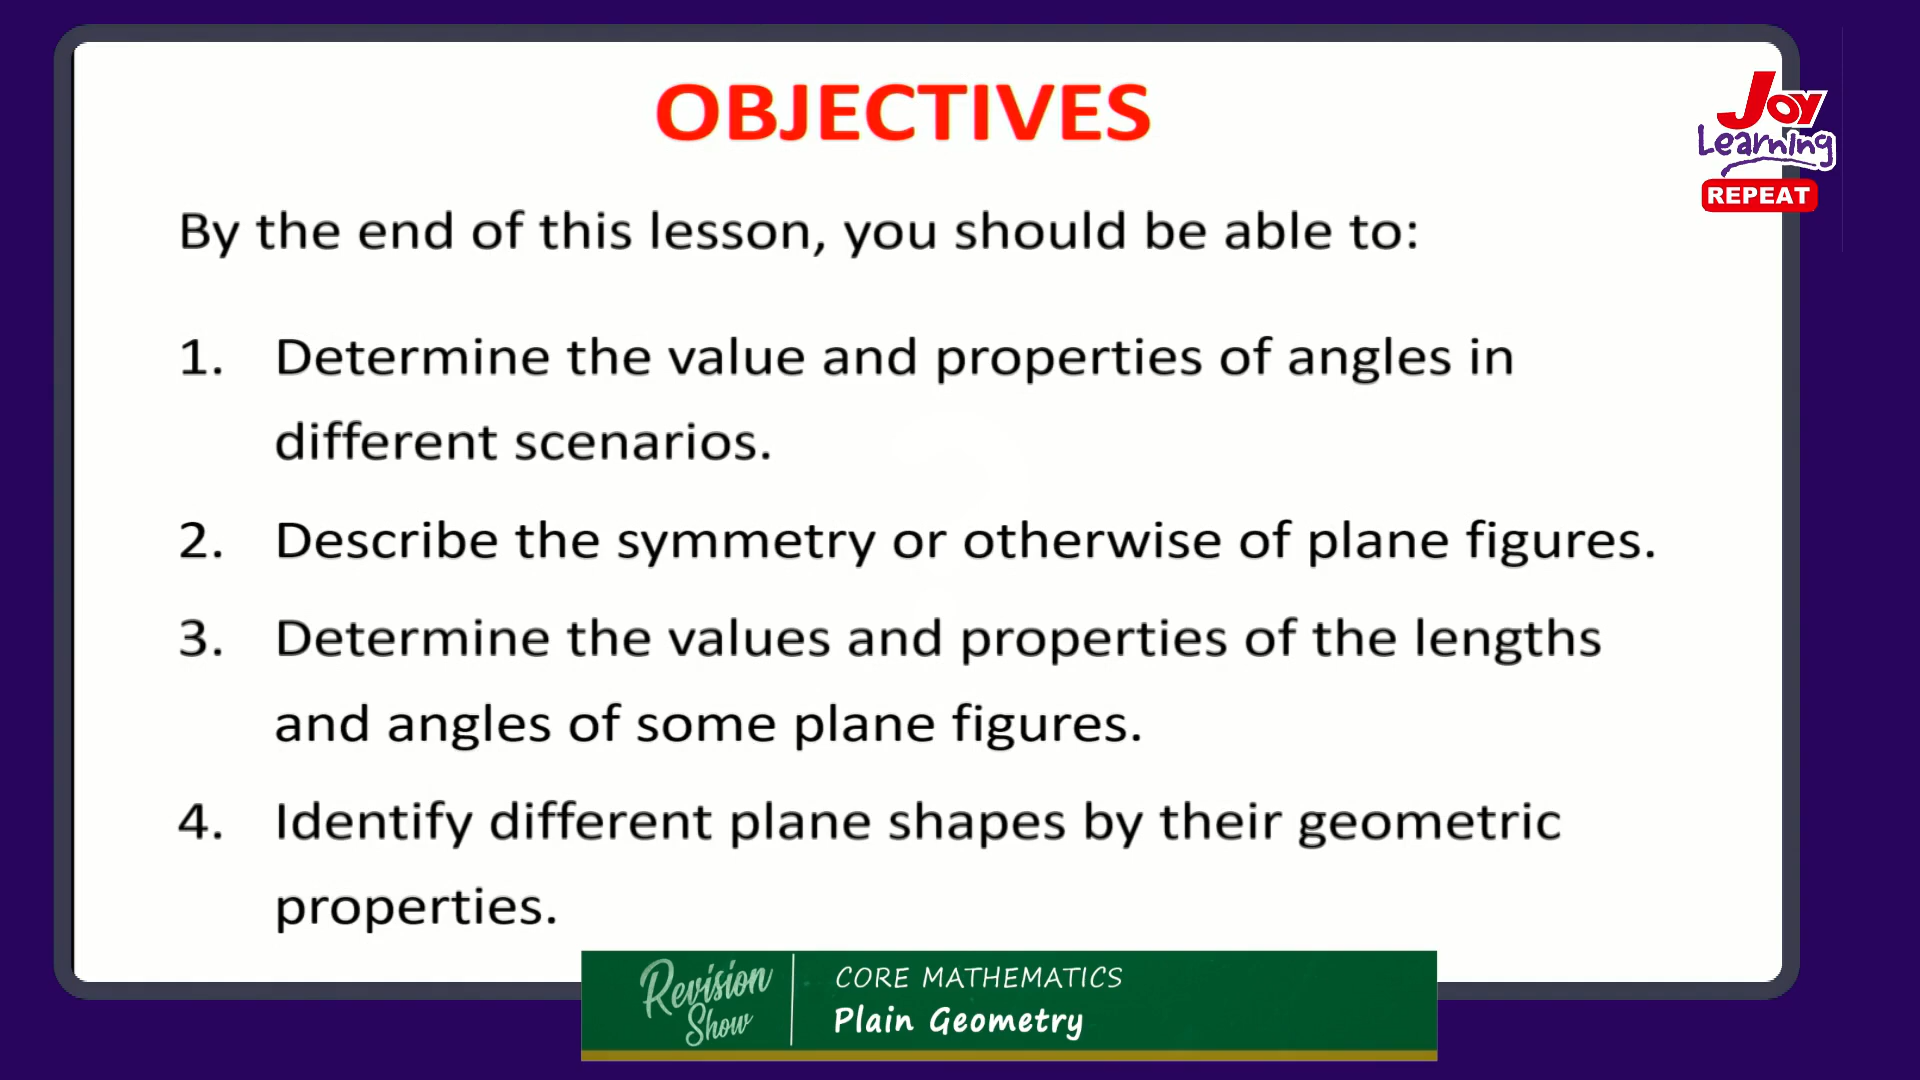 OBJECTIVES
Joy
Learning
REPEAT
By the end of this lesson, you should be able to:
1. Determine the value and properties of angles in
different scenarios.
2. Describe the symmetry or otherwise of plane figures.
3. Determine the values and properties of the lengths
and angles of some plane figures.
4. Identify different plane shapes by their geometric
properties.
Revision
Show
CORE MATHEMATICS
Plain Geometry